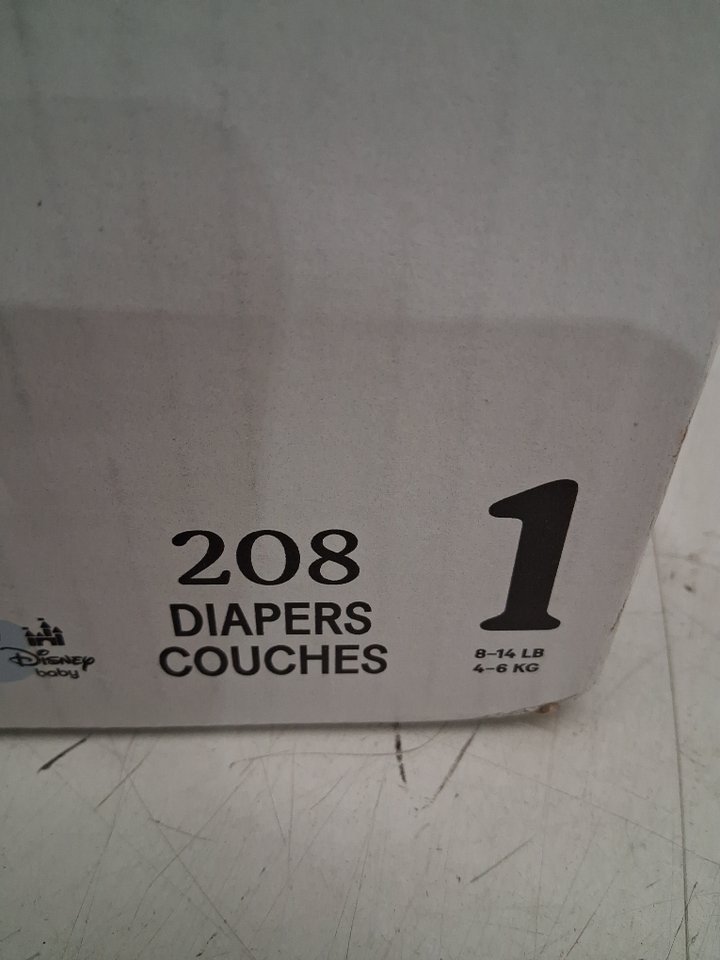 208
DIAPERS
COUCHES
1
8–14 LB
4–6 KG
Disney
baby